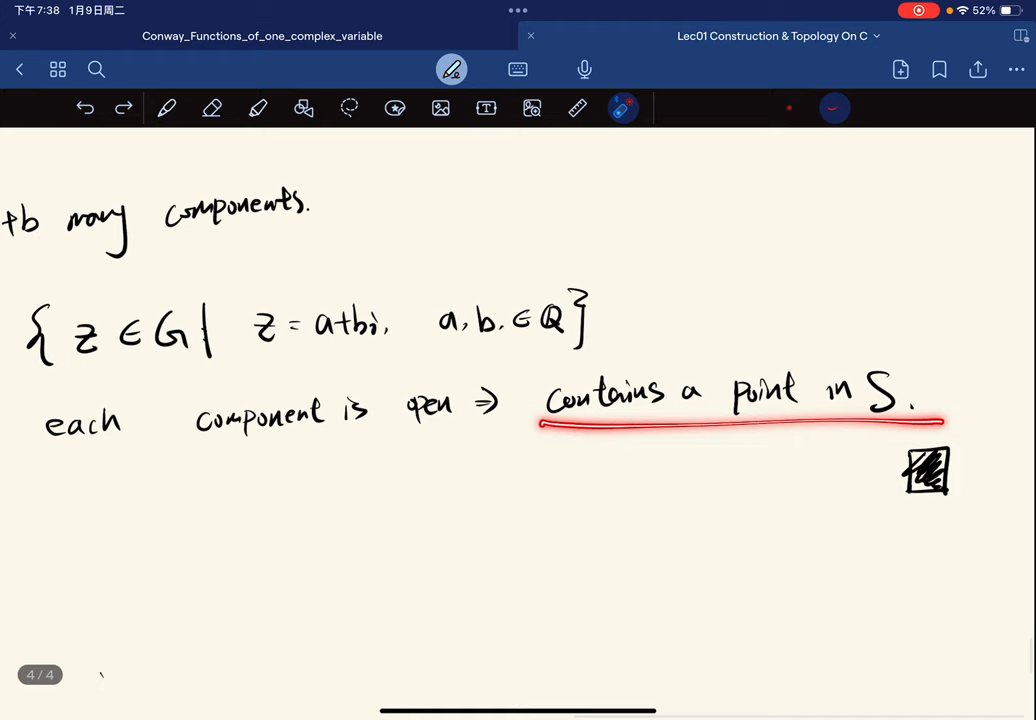 下午7:38 1月9日周二
52%
Conway_Functions_of_one_complex_variable
Lec01 Construction & Topology On C
+b many components.
{ z ∈ G | z = a+bi, a, b, ∈ Q }
each component is open ⇒ contains a point in S.
4 / 4